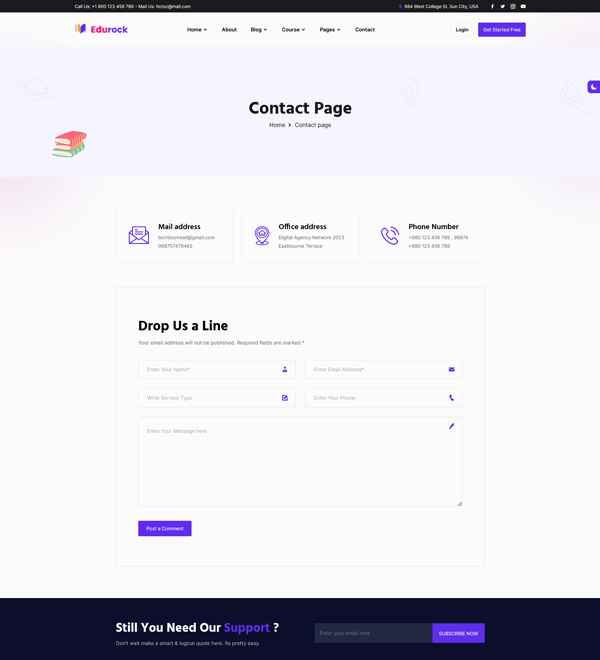 Call Us: +1 800 123 456 789 - Mail Us: Itcroc@mail.com
684 West College St. Sun City, USA
Edurock
Home
About
Blog
Course
Pages
Contact
Login
Get Started Free
Contact Page
Home
Contact page
Mail address
techbootmail@gmail.com
998757478492
Office address
Digital Agency Network 2023
Eastbourne Terrace
Phone Number
+880 123 456 789 , 99874
+880 123 456 789
Drop Us a Line
Your email address will not be published. Required fields are marked *
Enter Your Name*
Enter Email Address*
Write Service Type
Enter Your Phone
Enter Your Message here
Post a Comment
Still You Need Our Support ?
Don't wait make a smart & logical quote here. Its pretty easy.
Enter your email here
SUBSCRIBE NOW